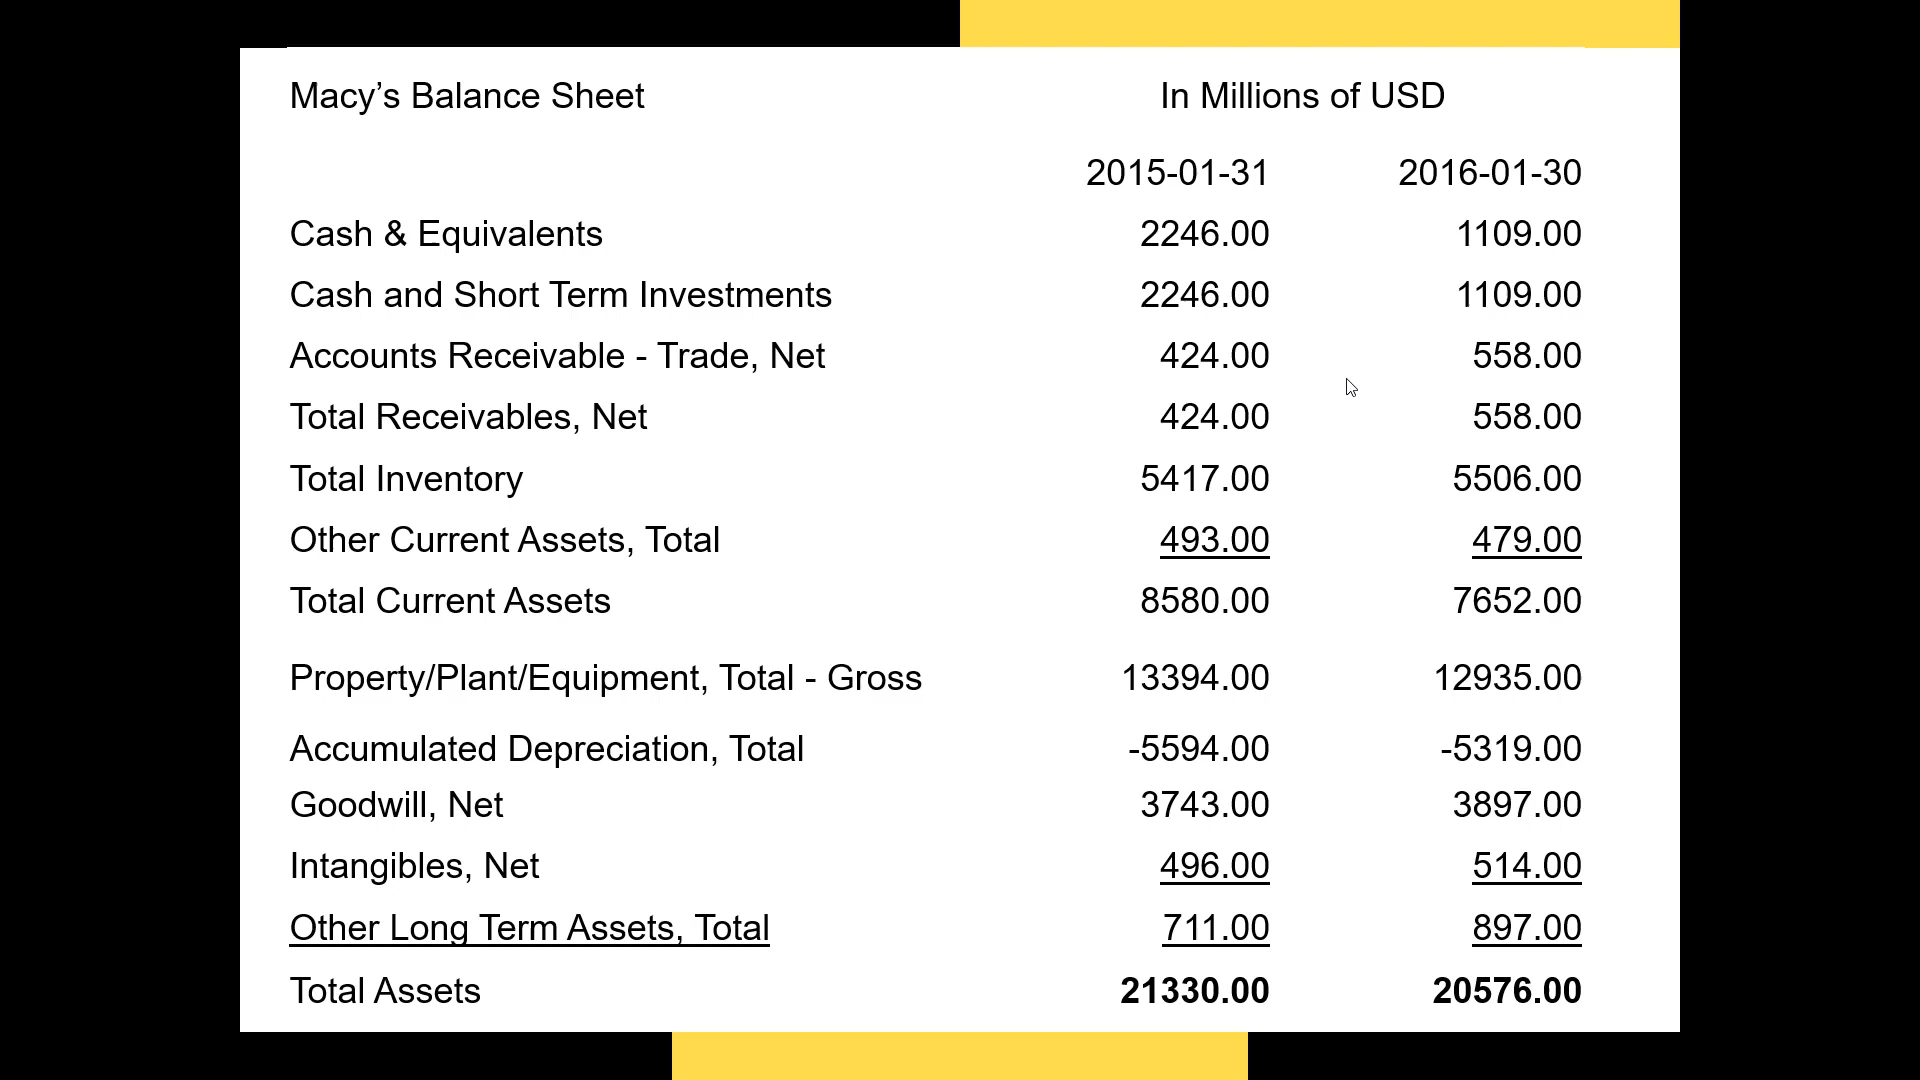 Macy’s Balance Sheet In Millions of USD
2015-01-31 2016-01-30
Cash & Equivalents 2246.00 1109.00
Cash and Short Term Investments 2246.00 1109.00
Accounts Receivable - Trade, Net 424.00 558.00
Total Receivables, Net 424.00 558.00
Total Inventory 5417.00 5506.00
Other Current Assets, Total 493.00 479.00
Total Current Assets 8580.00 7652.00
Property/Plant/Equipment, Total - Gross 13394.00 12935.00
Accumulated Depreciation, Total -5594.00 -5319.00
Goodwill, Net 3743.00 3897.00
Intangibles, Net 496.00 514.00
Other Long Term Assets, Total 711.00 897.00
Total Assets 21330.00 20576.00